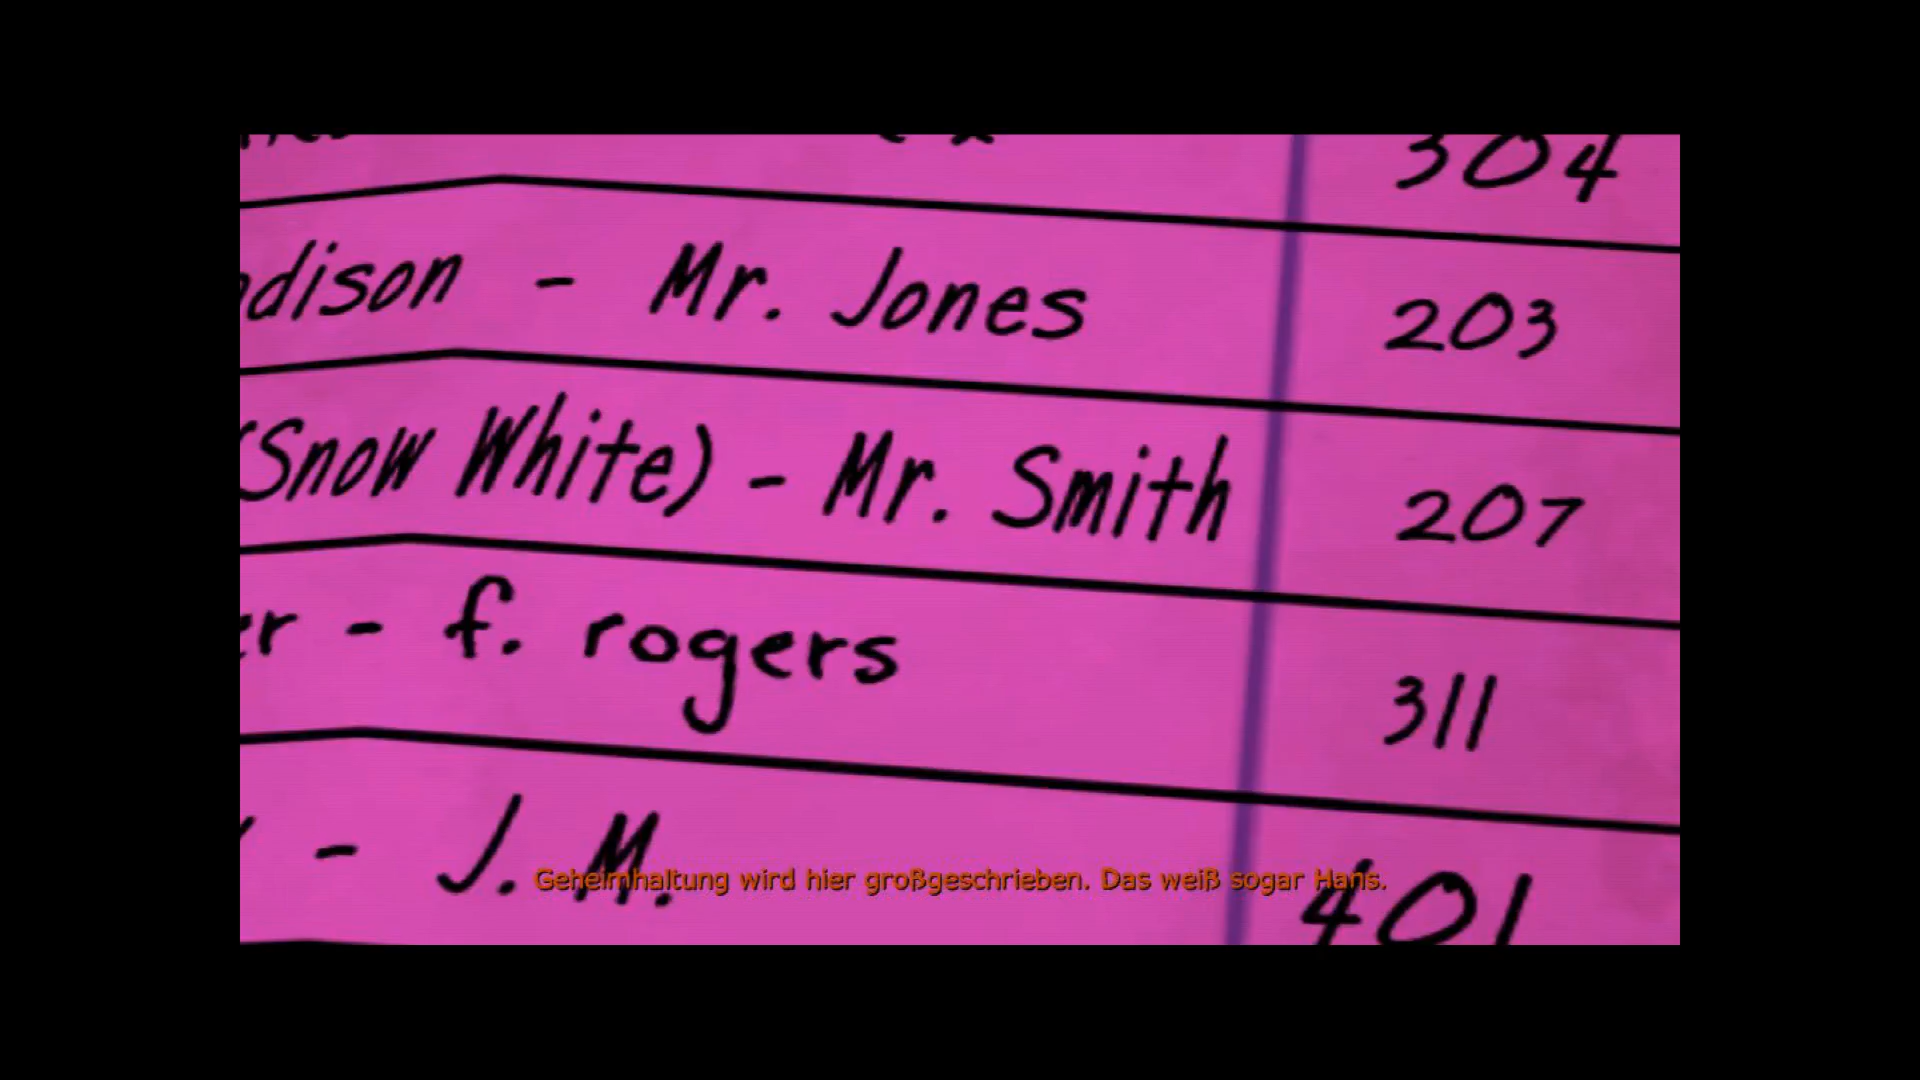 304
dison - Mr. Jones 203
(Snow White) - Mr. Smith 207
er - f. rogers 311
- J. M. 401
Geheimhaltung wird hier großgeschrieben. Das weiß sogar Hans.